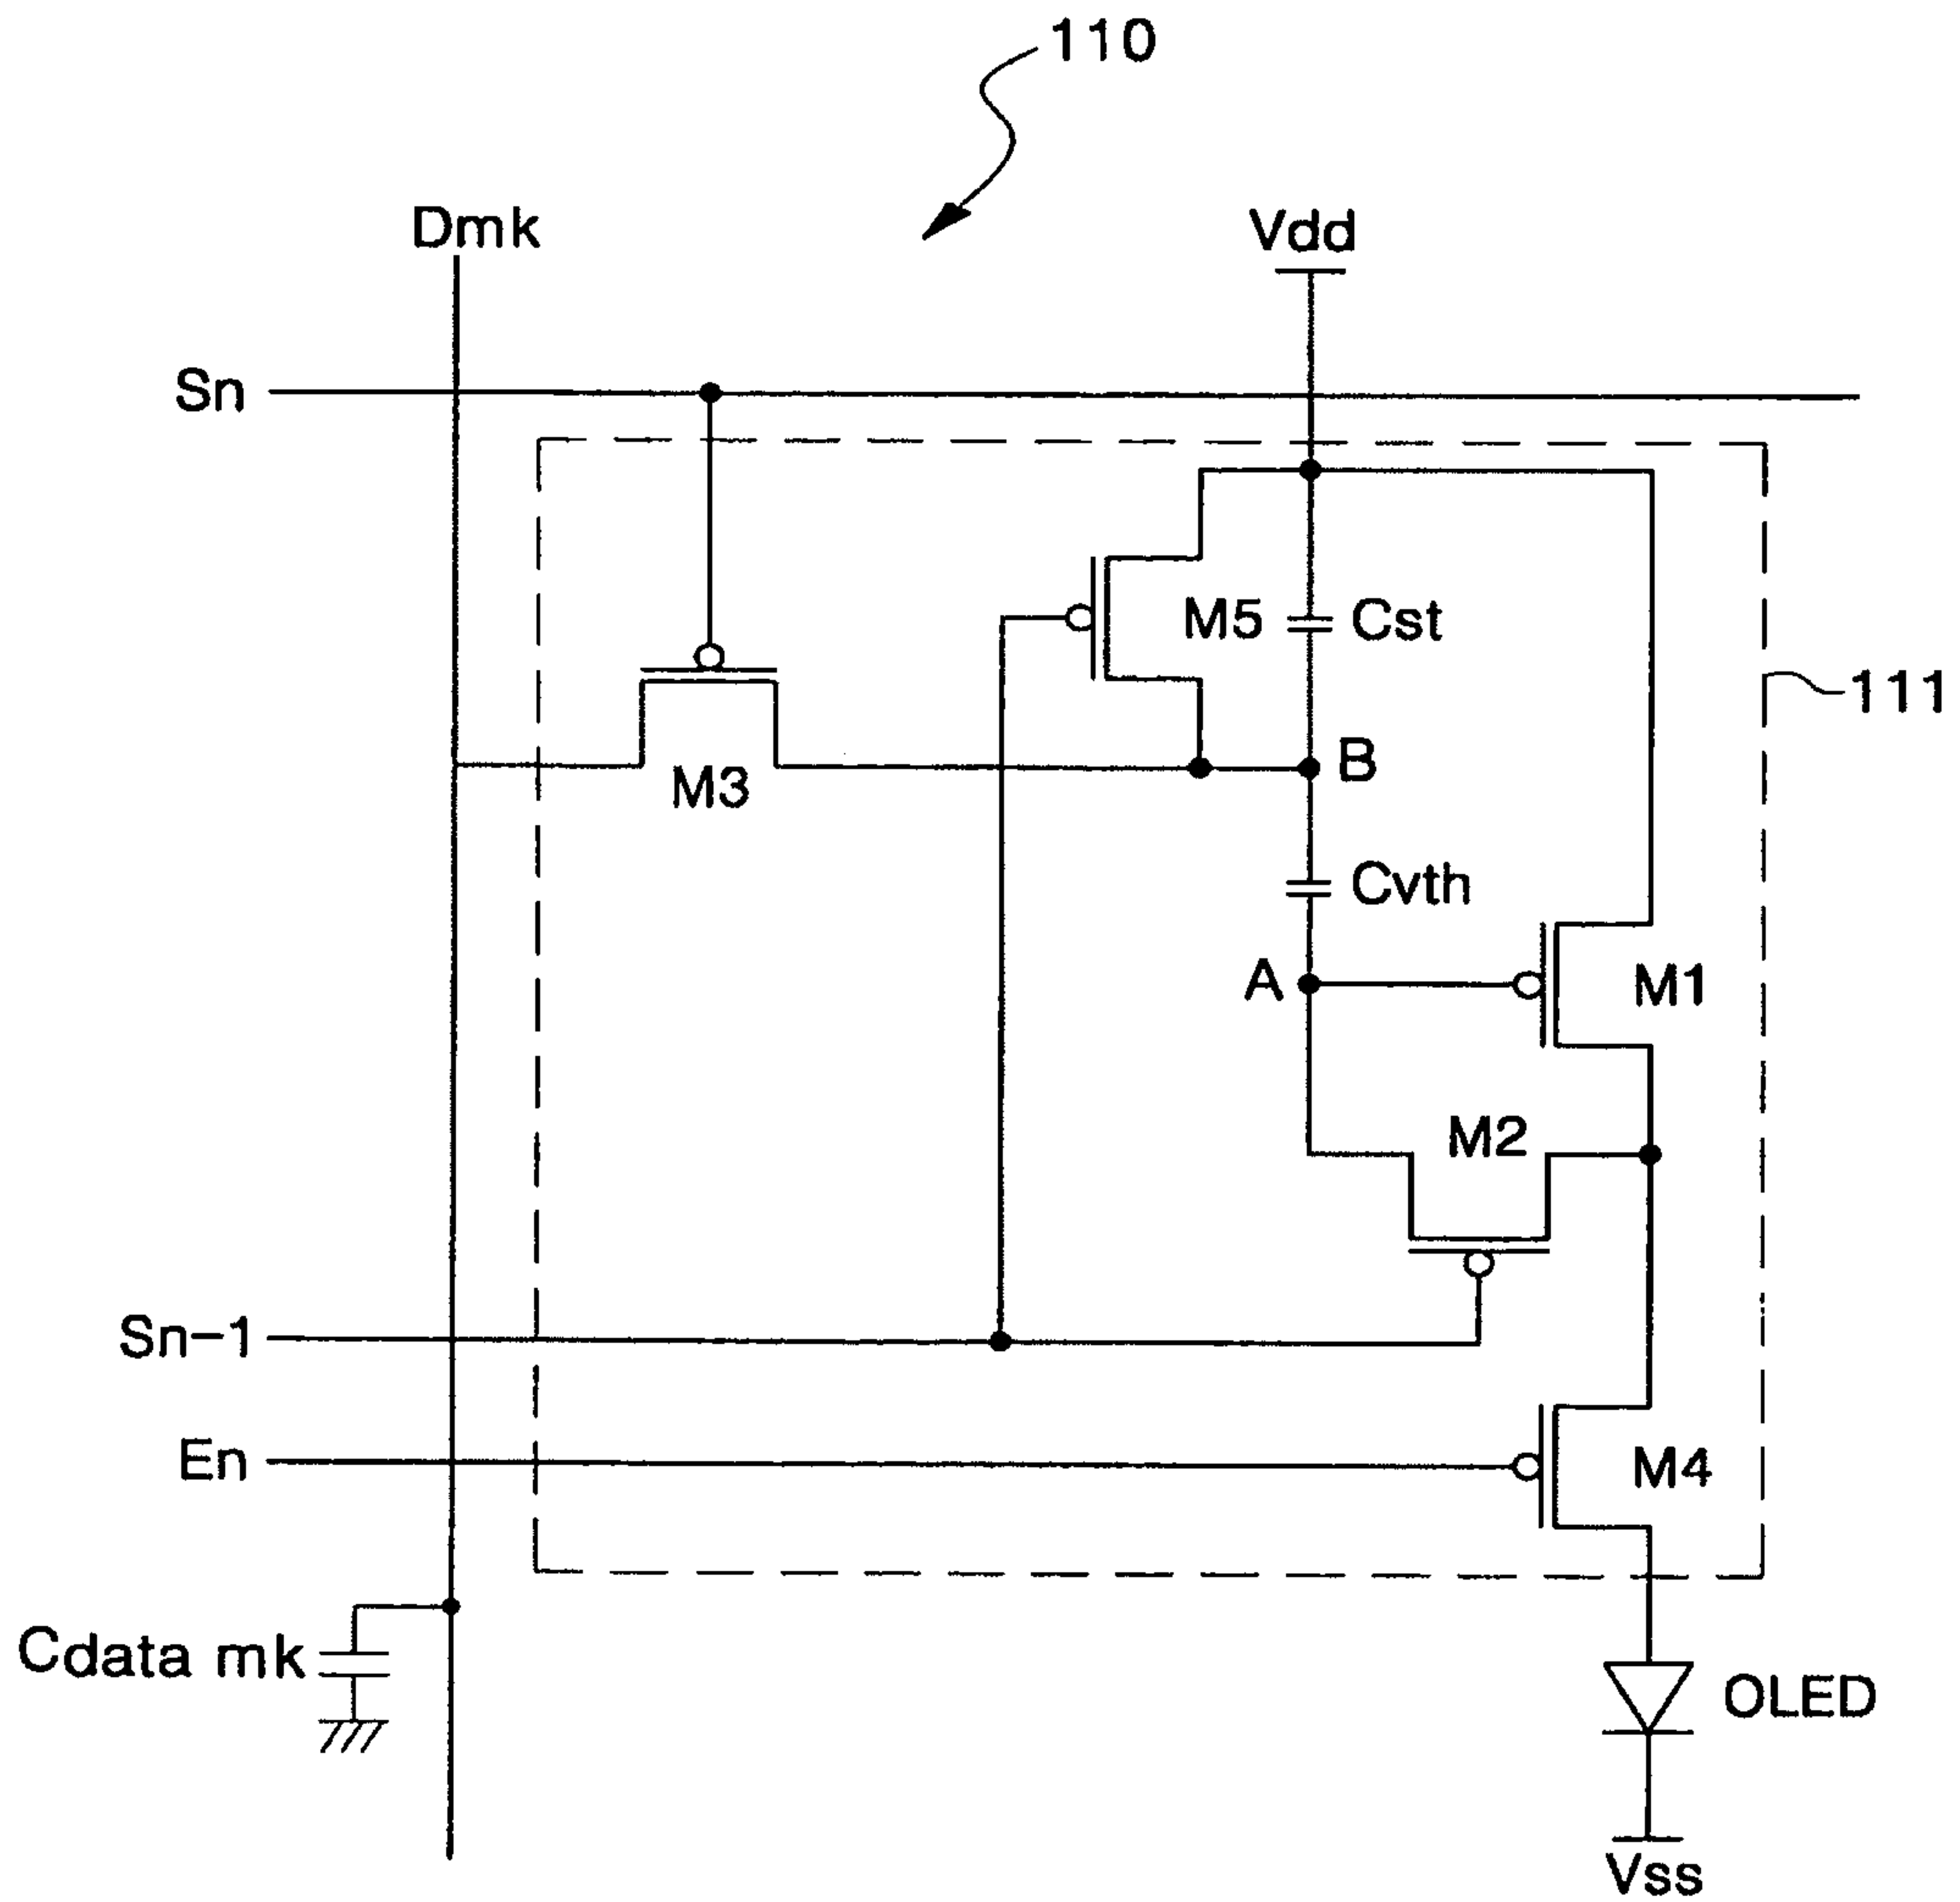 110
Dmk
Vdd
Sn
M5
Cst
111
M3
B
Cvth
A
M1
M2
Sn-1
En
M4
Cdata mk
OLED
Vss